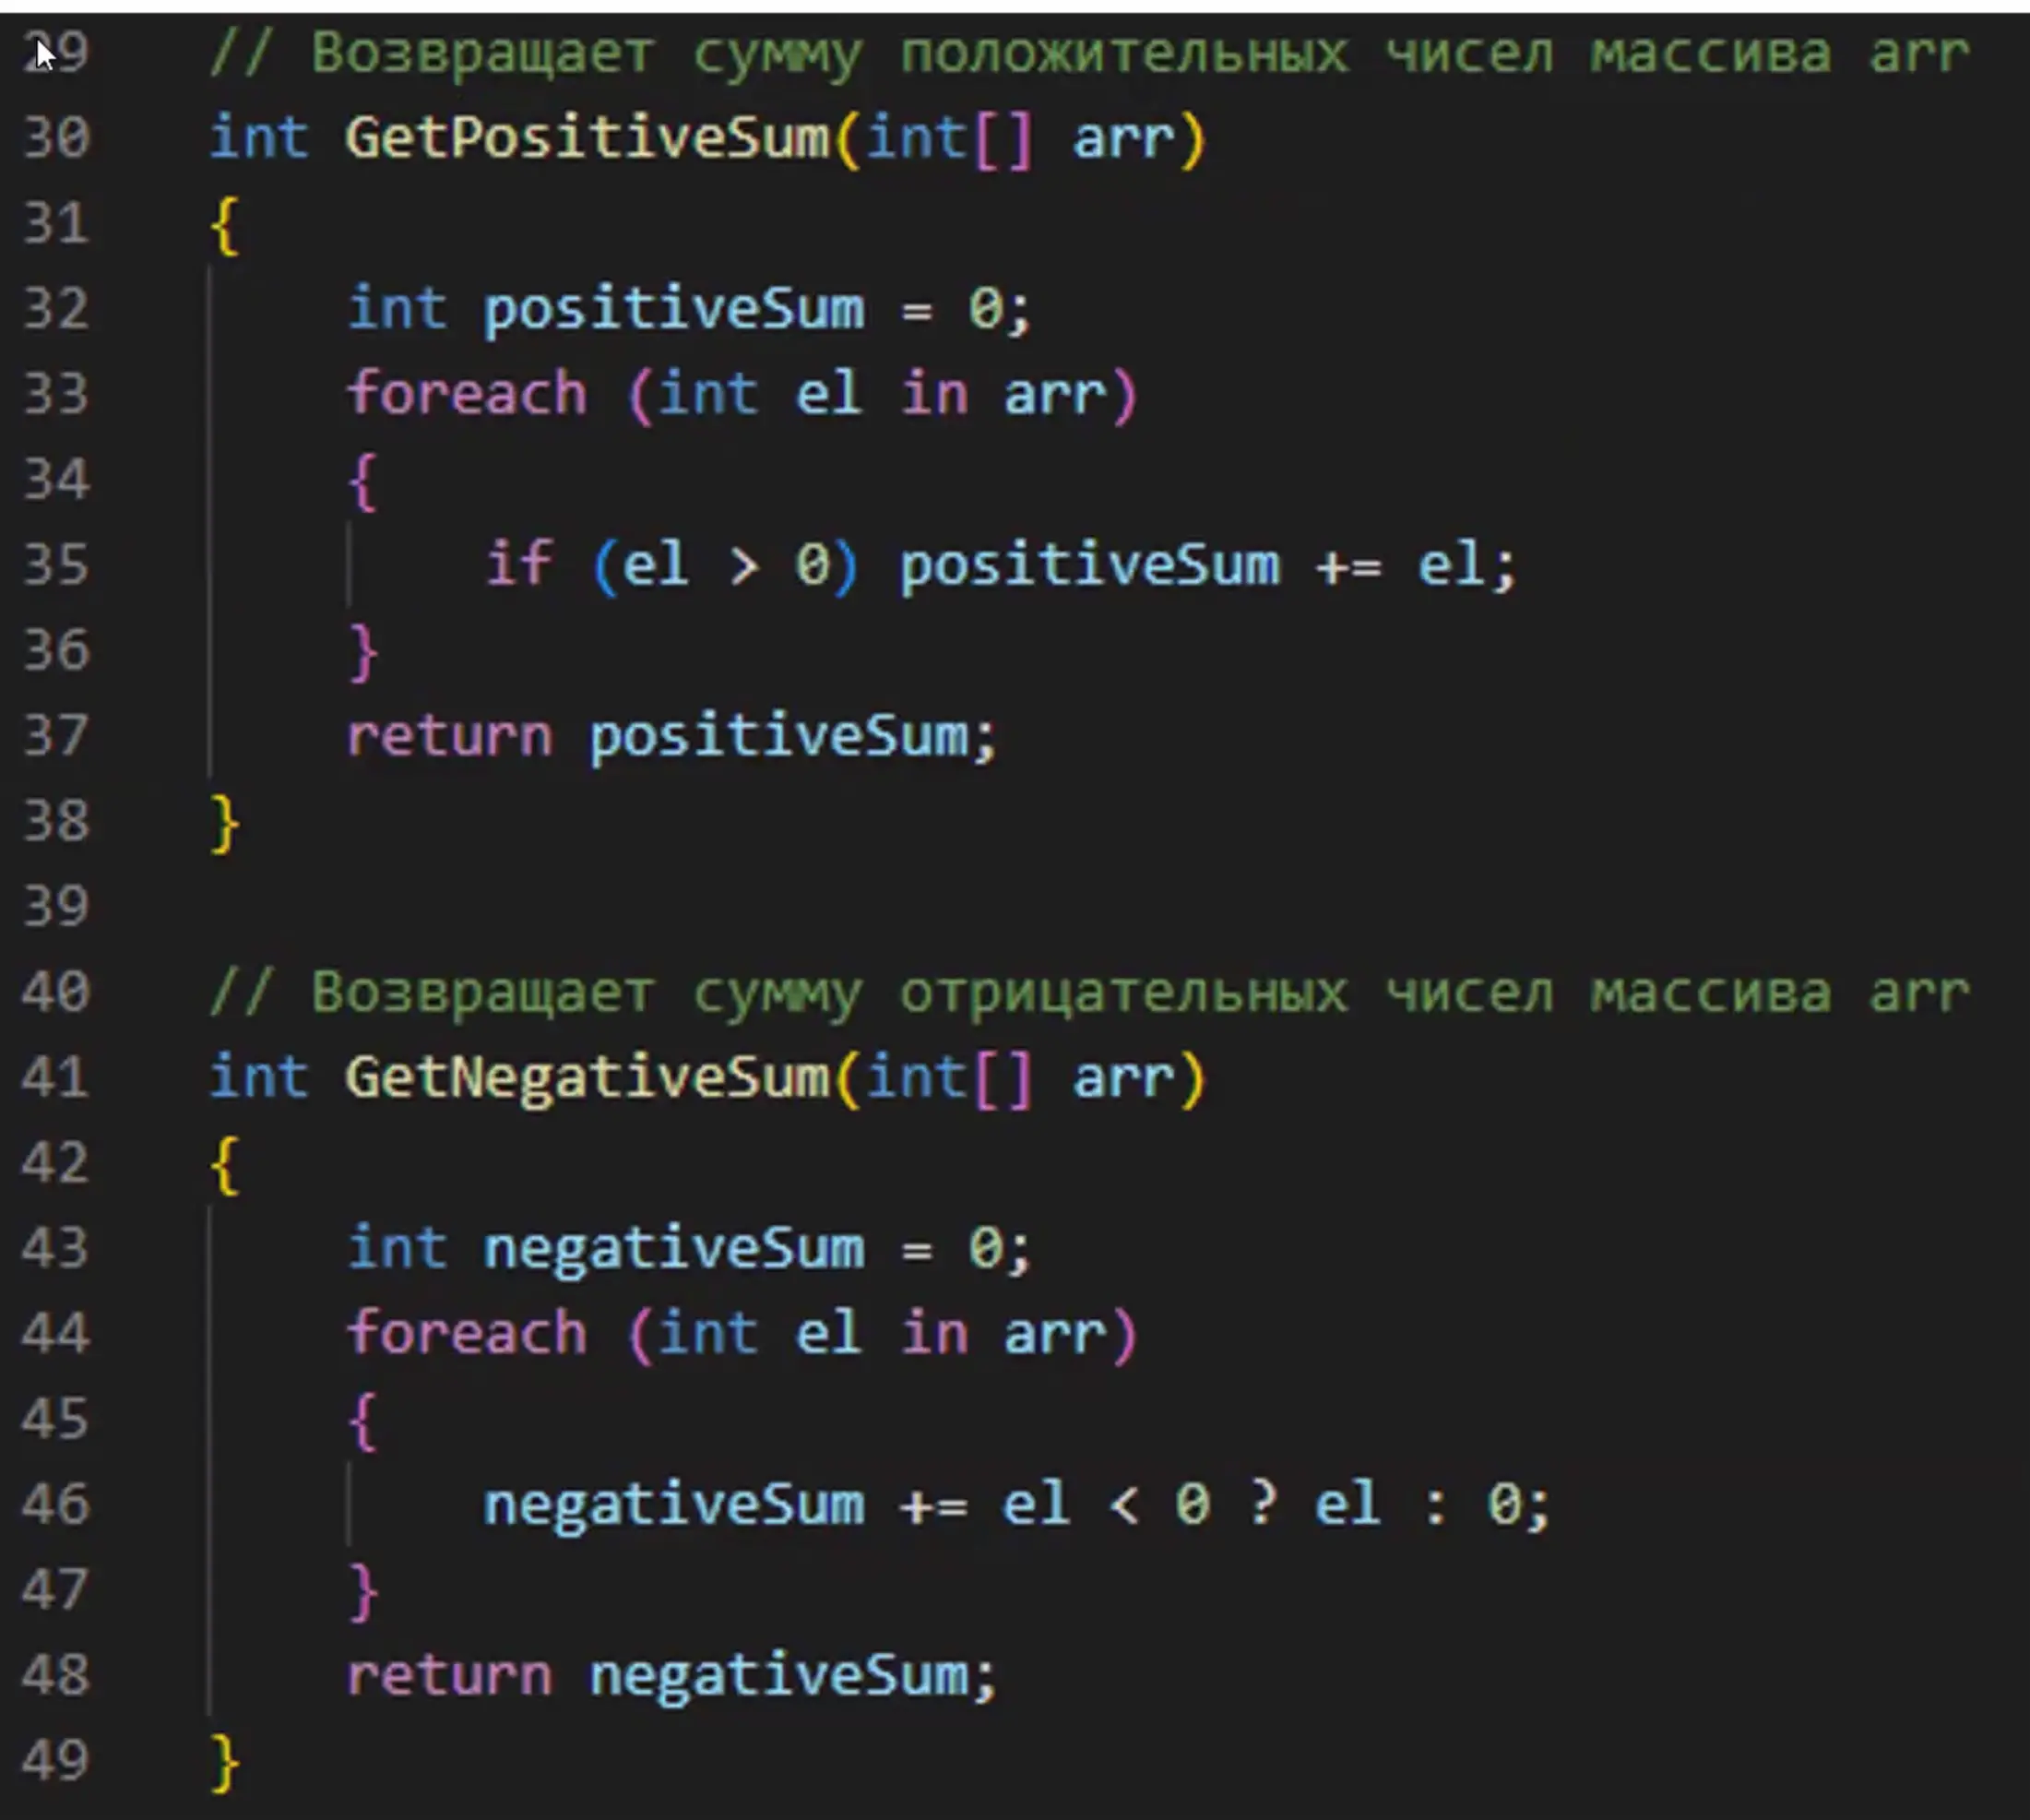 29 // Возвращает сумму положительных чисел массива arr
30 int GetPositiveSum(int[] arr)
31 {
32     int positiveSum = 0;
33     foreach (int el in arr)
34     {
35         if (el > 0) positiveSum += el;
36     }
37     return positiveSum;
38 }
39
40 // Возвращает сумму отрицательных чисел массива arr
41 int GetNegativeSum(int[] arr)
42 {
43     int negativeSum = 0;
44     foreach (int el in arr)
45     {
46         negativeSum += el < 0 ? el : 0;
47     }
48     return negativeSum;
49 }